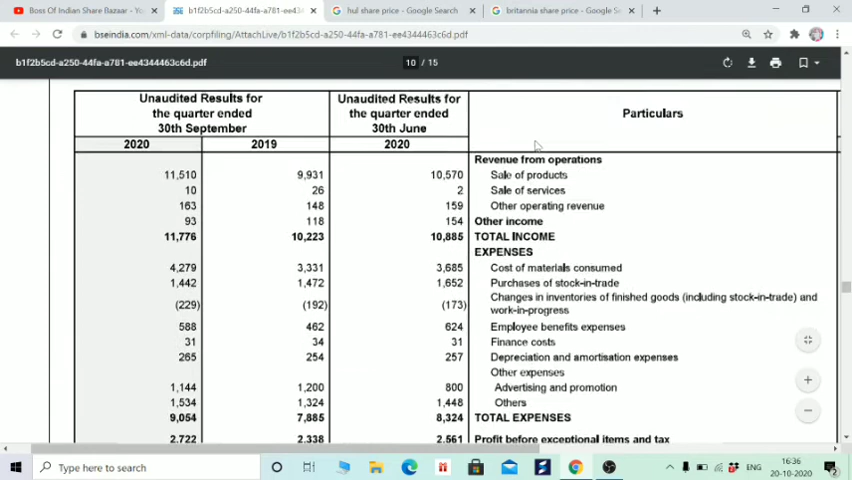 Boss Of Indian Share Bazaar - Yo
b1f2b5cd-a250-44fa-a781-ee43
hul share price - Google Search
britannia share price - Google Se
bseindia.com/xml-data/corpfiling/AttachLive/b1f2b5cd-a250-44fa-a781-ee4344463c6d.pdf
b1f2b5cd-a250-44fa-a781-ee4344463c6d.pdf
10 / 15
Unaudited Results for the quarter ended 30th September
Unaudited Results for the quarter ended 30th June
Particulars
2020 2019 2020
Revenue from operations
11,510 9,931 10,570 Sale of products
10 26 2 Sale of services
163 148 159 Other operating revenue
93 118 154 Other income
11,776 10,223 10,885 TOTAL INCOME
EXPENSES
4,279 3,331 3,685 Cost of materials consumed
1,442 1,472 1,652 Purchases of stock-in-trade
(229) (192) (173) Changes in inventories of finished goods (including stock-in-trade) and
work-in-progress
588 462 624 Employee benefits expenses
31 34 31 Finance costs
265 254 257 Depreciation and amortisation expenses
Other expenses
1,144 1,200 800 Advertising and promotion
1,534 1,324 1,448 Others
9,054 7,885 8,324 TOTAL EXPENSES
2,722 2,338 2,561 Profit before exceptional items and tax
Type here to search
ENG
16:36
20-10-2020